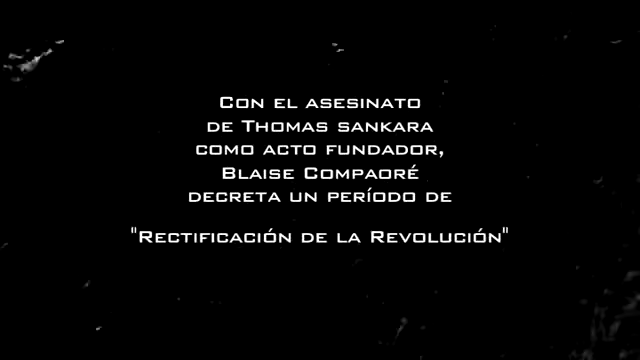 Con el asesinato
de Thomas sankara
como acto fundador,
Blaise Compaoré
decreta un período de
"Rectificación de la Revolución"